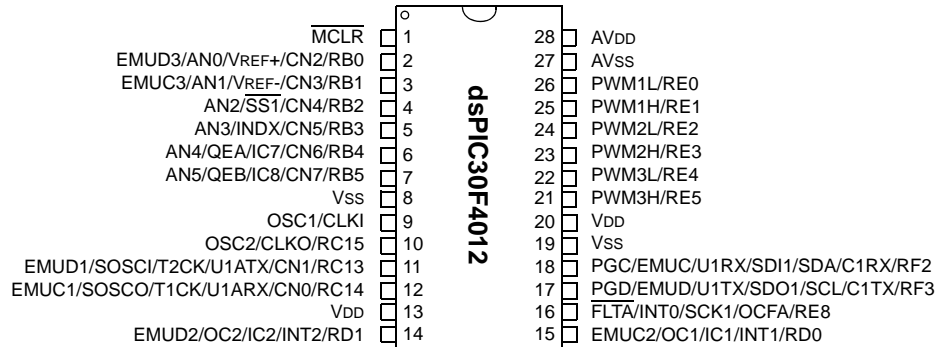 MCLR 1 28 AVDD
EMUD3/AN0/VREF+/CN2/RB0 2 27 AVSS
EMUC3/AN1/VREF-/CN3/RB1 3 26 PWM1L/RE0
AN2/SS1/CN4/RB2 4 25 PWM1H/RE1
AN3/INDX/CN5/RB3 5 24 PWM2L/RE2
AN4/QEA/IC7/CN6/RB4 6 23 PWM2H/RE3
AN5/QEB/IC8/CN7/RB5 7 22 PWM3L/RE4
VSS 8 21 PWM3H/RE5
OSC1/CLKI 9 20 VDD
OSC2/CLKO/RC15 10 19 VSS
EMUD1/SOSCI/T2CK/U1ATX/CN1/RC13 11 18 PGC/EMUC/U1RX/SDI1/SDA/C1RX/RF2
EMUC1/SOSCO/T1CK/U1ARX/CN0/RC14 12 17 PGD/EMUD/U1TX/SDO1/SCL/C1TX/RF3
VDD 13 16 FLTA/INT0/SCK1/OCFA/RE8
EMUD2/OC2/IC2/INT2/RD1 14 15 EMUC2/OC1/IC1/INT1/RD0
dsPIC30F4012